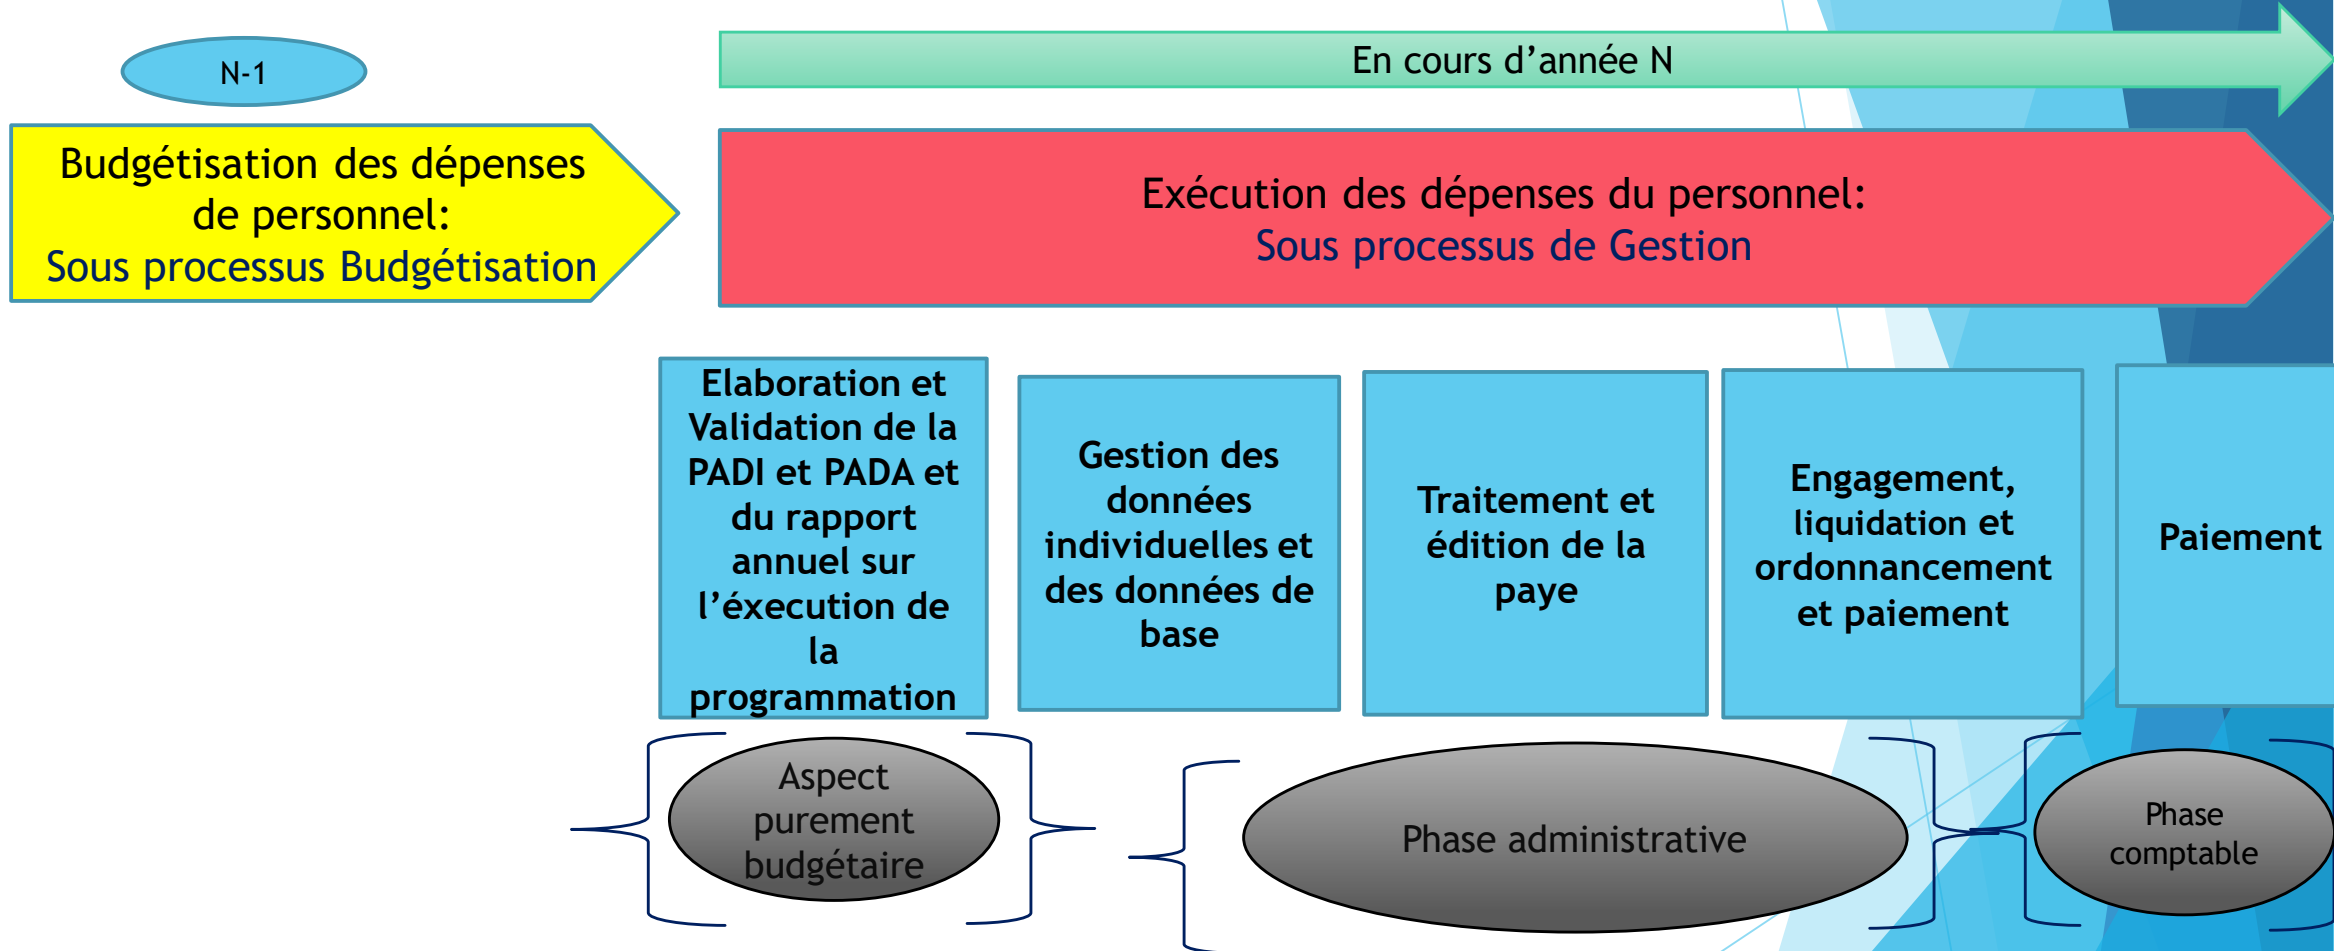 N-1
En cours d’année N
Budgétisation des dépenses
de personnel:
Sous processus Budgétisation
Exécution des dépenses du personnel:
Sous processus de Gestion
Elaboration et
Validation de la
PADI et PADA et
du rapport
annuel sur
l’éxecution de
la
programmation
Gestion des
données
individuelles et
des données de
base
Traitement et
édition de la
paye
Engagement,
liquidation et
ordonnancement
et paiement
Paiement
Aspect
purement
budgétaire
Phase administrative
Phase
comptable